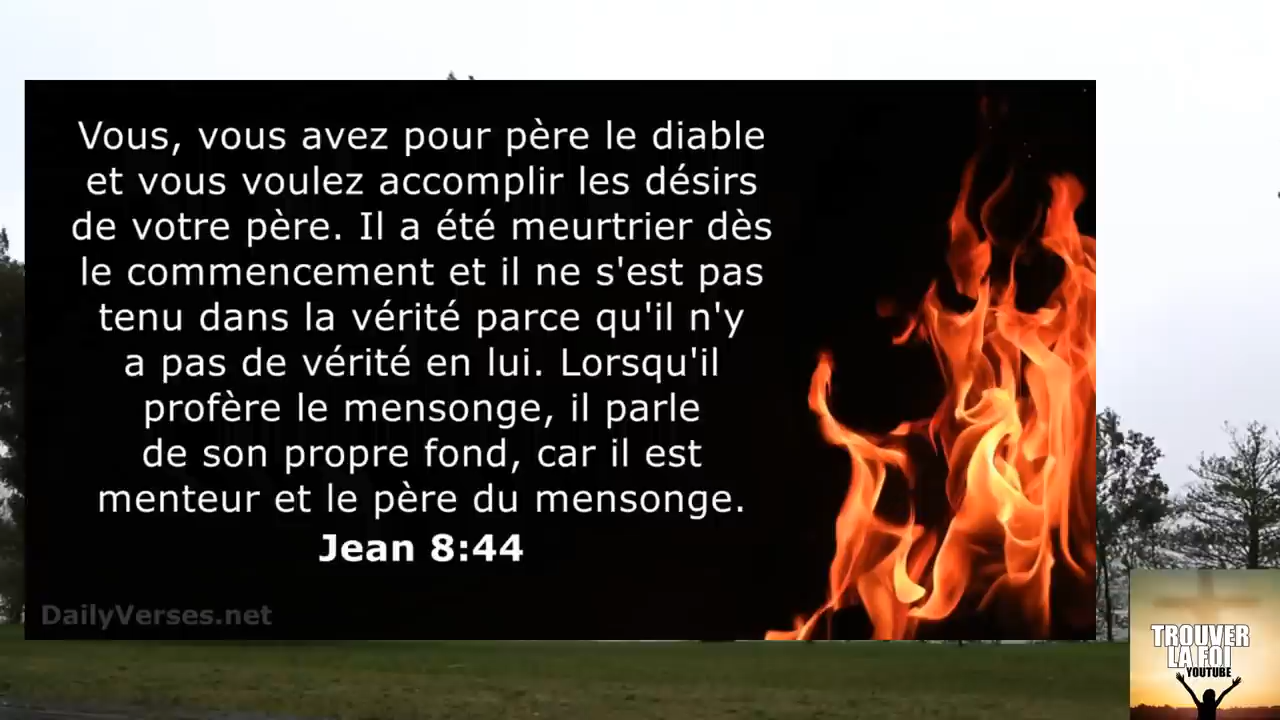 Vous, vous avez pour père le diable
et vous voulez accomplir les désirs
de votre père. Il a été meurtrier dès
le commencement et il ne s'est pas
tenu dans la vérité parce qu'il n'y
a pas de vérité en lui. Lorsqu'il
profère le mensonge, il parle
de son propre fond, car il est
menteur et le père du mensonge.
Jean 8:44
DailyVerses.net
TROUVER
LA FOI
YOUTUBE